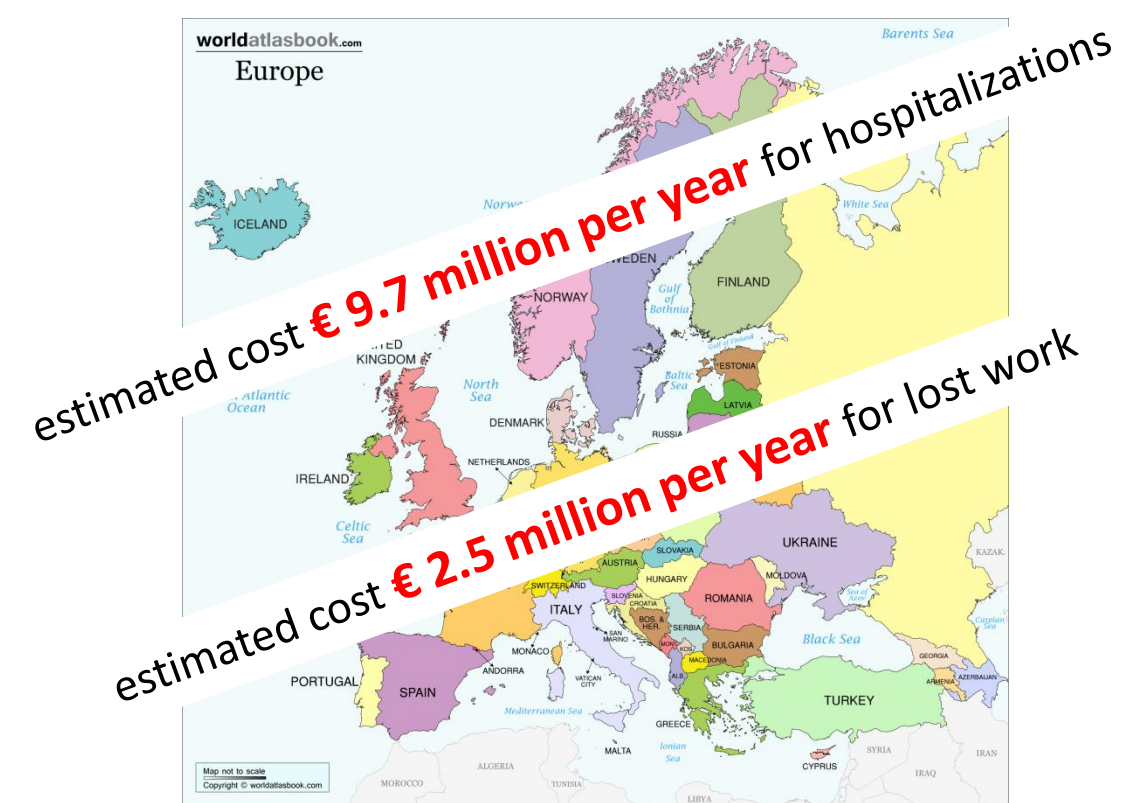 worldatlasbook.com
Europe
Barents Sea
estimated cost € 9.7 million per year for hospitalizations
White Sea
ICELAND
FINLAND
NORWAY
Gulf
of
Bothnia
KINGDOM
Gulf of Finland
ESTONIA
Baltic
Sea
North
Sea
Atlantic
Ocean
LATVIA
DENMARK
RUSSIA
estimated cost € 2.5 million per year for lost work
NETHERLANDS
IRELAND
Celtic
Sea
UKRAINE
KAZAK.
SLOVAKIA
AUSTRIA
HUNGARY
MOLDOVA
SWITZERLAND
SLOVENIA
CROATIA
ROMANIA
Sea of
Azov
ITALY
BOS. &
HER.
SERBIA
Caspian
Sea
SAN
MARINO
Black Sea
MONT.
KOS.
BULGARIA
MONACO
GEORGIA
MACEDONIA
ANDORRA
ALB.
ARMENIA
AZERBAIJAN
PORTUGAL
SPAIN
VATICAN
CITY
TURKEY
Mediterranean Sea
GREECE
MALTA
Ionian
Sea
SYRIA
IRAN
CYPRUS
Map not to scale
Copyright © worldatlasbook.com
ALGERIA
MOROCCO
TUNISIA
IRAQ
LIBYA